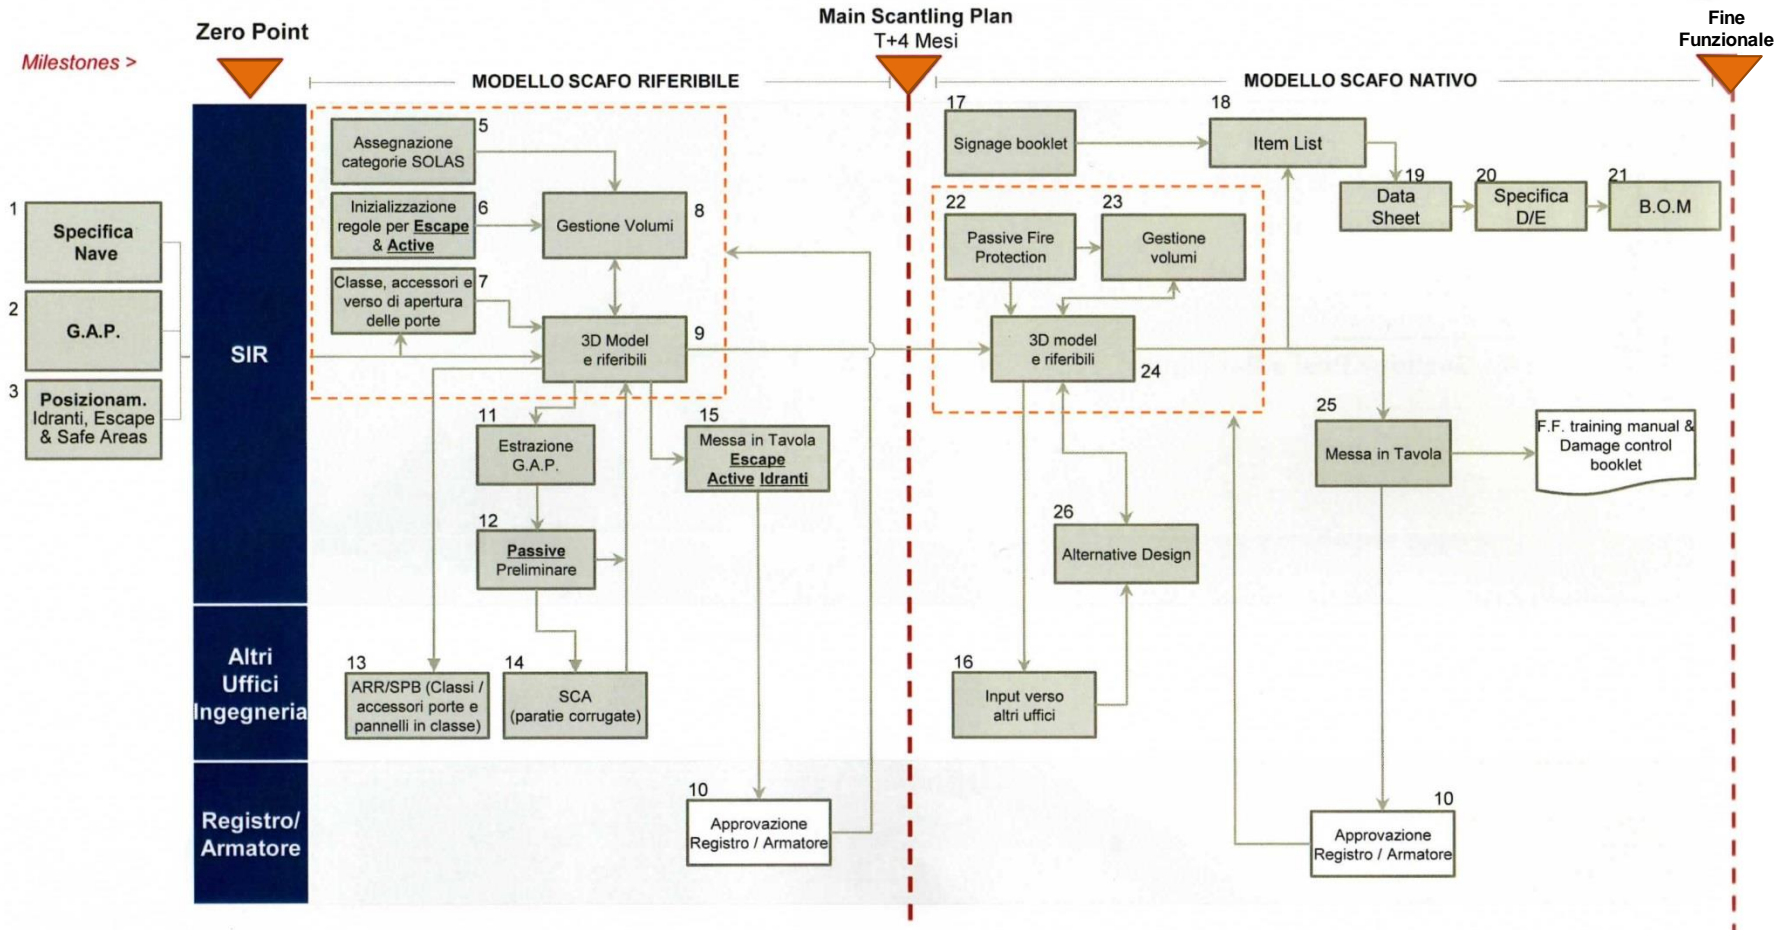 Milestones >
Zero Point
Main Scantling Plan
T+4 Mesi
Fine
Funzionale
MODELLO SCAFO RIFERIBILE
MODELLO SCAFO NATIVO
1
Specifica
Nave
2
G.A.P.
3
Posizionam.
Idranti, Escape
& Safe Areas
SIR
5
Assegnazione
categorie SOLAS
6
Inizializzazione
regole per Escape
& Active
7
Classe, accessori e
verso di apertura
delle porte
8
Gestione Volumi
9
3D Model
e riferibili
11
Estrazione
G.A.P.
12
Passive
Preliminare
15
Messa in Tavola
Escape
Active Idranti
17
Signage booklet
18
Item List
19
Data
Sheet
20
Specifica
D/E
21
B.O.M
22
Passive Fire
Protection
23
Gestione
volumi
3D model
e riferibili
24
25
Messa in Tavola
F.F. training manual &
Damage control
booklet
26
Alternative Design
Altri
Uffici
Ingegneria
13
ARR/SPB (Classi /
accessori porte e
pannelli in classe)
14
SCA
(paratie corrugate)
16
Input verso
altri uffici
Registro/
Armatore
10
Approvazione
Registro / Armatore
10
Approvazione
Registro / Armatore